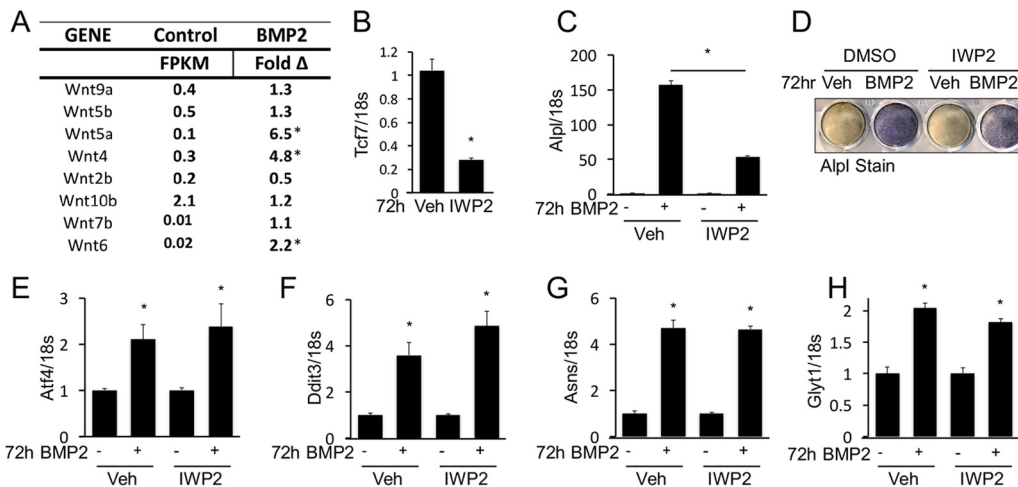 A
GENE Control BMP2
FPKM Fold Δ
Wnt9a 0.4 1.3
Wnt5b 0.5 1.3
Wnt5a 0.1 6.5*
Wnt4 0.3 4.8*
Wnt2b 0.2 0.5
Wnt10b 2.1 1.2
Wnt7b 0.01 1.1
Wnt6 0.02 2.2*
B
Tcf7/18s
1.2
1
0.8
0.6
0.4
0.2
0
*
72h Veh IWP2
C
Alpl/18s
200
150
100
50
0
*
72h BMP2 - + - +
Veh IWP2
D
DMSO IWP2
72hr Veh BMP2 Veh BMP2
Alpl Stain
E
Atf4/18s
3
2
1
0
* *
72h BMP2 - + - +
Veh IWP2
F
Ddit3/18s
6
4
2
0
* *
72h BMP2 - + - +
Veh IWP2
G
Asns/18s
6
4
2
0
* *
72h BMP2 - + - +
Veh IWP2
H
Glyt1/18s
2
1.5
1
0.5
0
* *
72h BMP2 - + - +
Veh IWP2